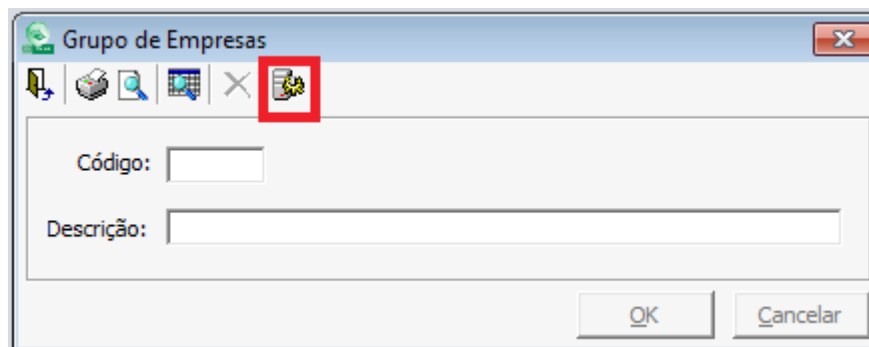 Grupo de Empresas
Código:
Descrição:
OK
Cancelar